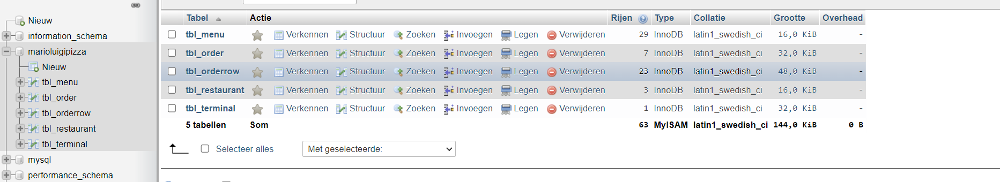 Nieuw
information_schema
marioluigipizza
Nieuw
tbl_menu
tbl_order
tbl_orderrow
tbl_restaurant
tbl_terminal
mysql
performance_schema
Tabel Actie Rijen Type Collatie Grootte Overhead
tbl_menu Verkennen Structuur Zoeken Invoegen Legen Verwijderen 29 InnoDB latin1_swedish_ci 16,0 KiB -
tbl_order Verkennen Structuur Zoeken Invoegen Legen Verwijderen 7 InnoDB latin1_swedish_ci 32,0 KiB -
tbl_orderrow Verkennen Structuur Zoeken Invoegen Legen Verwijderen 23 InnoDB latin1_swedish_ci 48,0 KiB -
tbl_restaurant Verkennen Structuur Zoeken Invoegen Legen Verwijderen 3 InnoDB latin1_swedish_ci 16,0 KiB -
tbl_terminal Verkennen Structuur Zoeken Invoegen Legen Verwijderen 1 InnoDB latin1_swedish_ci 32,0 KiB -
5 tabellen Som 63 MyISAM latin1_swedish_ci 144,0 KiB 0 B
Selecteer alles Met geselecteerde: